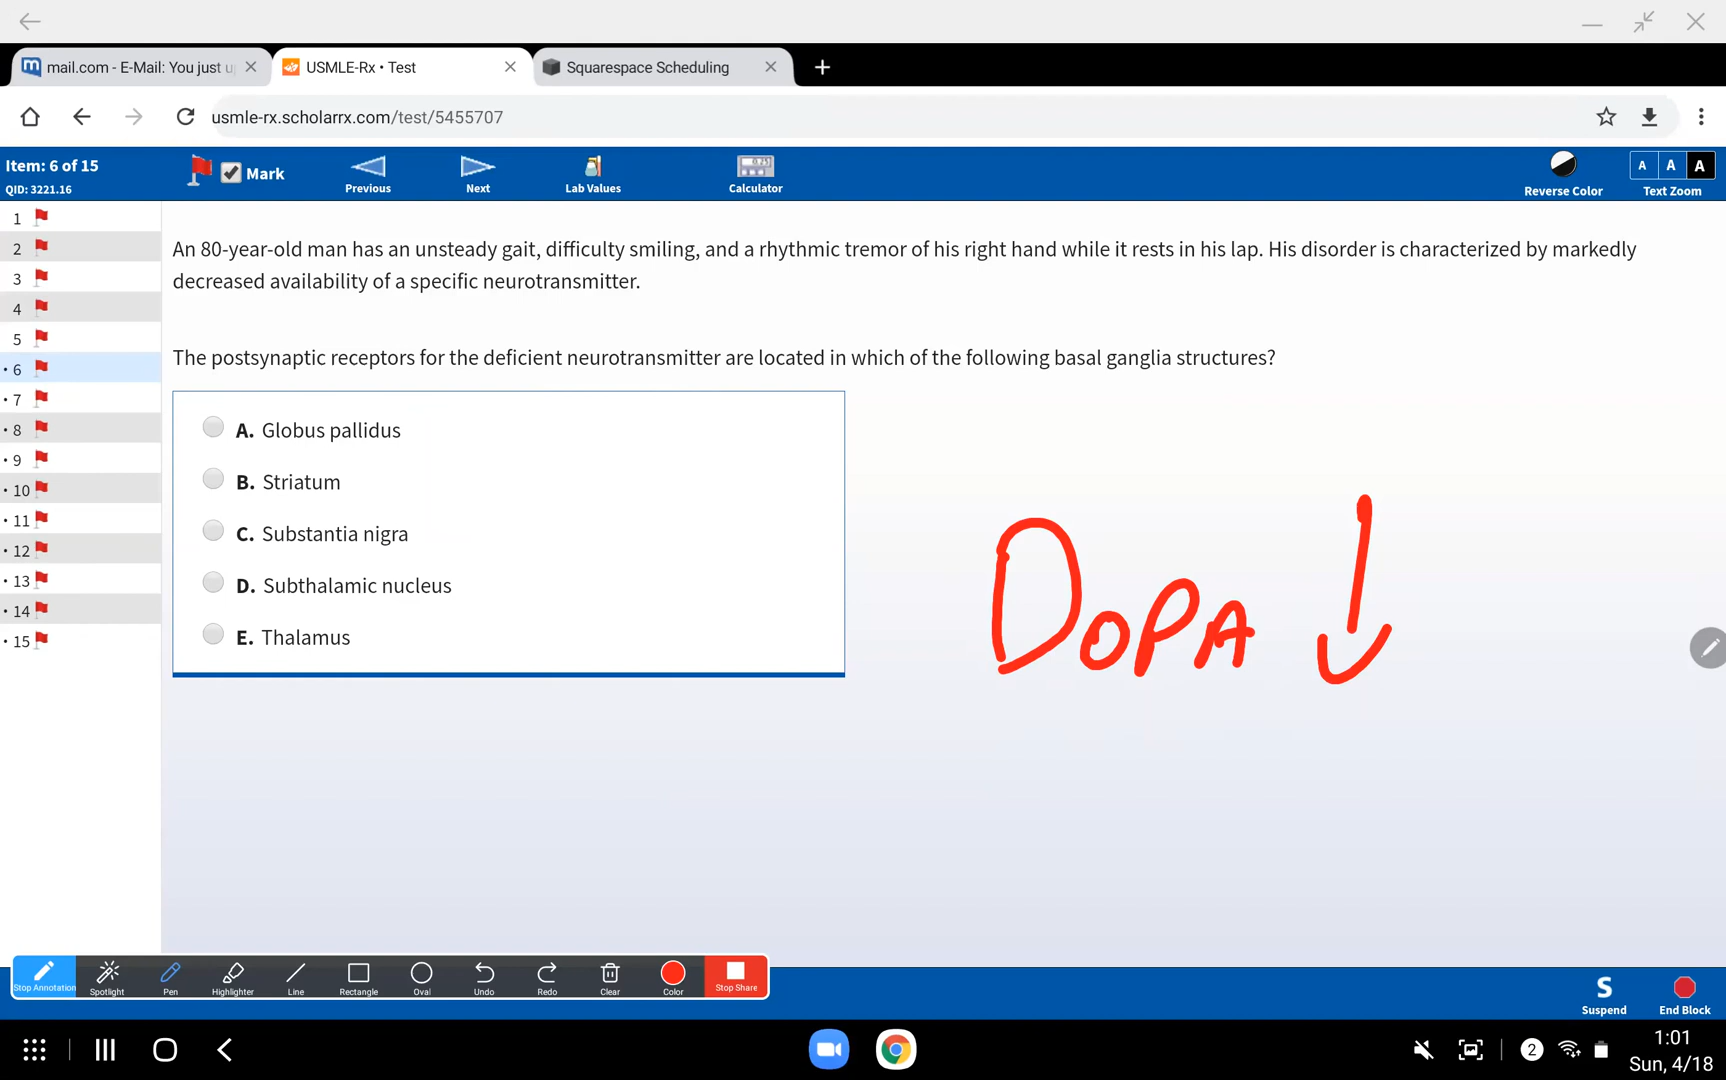 mail.com - E-Mail: You just u
USMLE-Rx • Test
Squarespace Scheduling
usmle-rx.scholarrx.com/test/5455707
Item: 6 of 15
QID: 3221.16
Mark
Previous
Next
Lab Values
0.25
Calculator
Reverse Color
A A A
Text Zoom
1
2
3
4
5
• 6
• 7
• 8
• 9
• 10
• 11
• 12
• 13
• 14
• 15
An 80-year-old man has an unsteady gait, difficulty smiling, and a rhythmic tremor of his right hand while it rests in his lap. His disorder is characterized by markedly
decreased availability of a specific neurotransmitter.
The postsynaptic receptors for the deficient neurotransmitter are located in which of the following basal ganglia structures?
A. Globus pallidus
B. Striatum
C. Substantia nigra
D. Subthalamic nucleus
E. Thalamus
DOPA ↓
Stop Annotation
Spotlight
Pen
Highlighter
Line
Rectangle
Oval
Undo
Redo
Clear
Color
Stop Share
S
Suspend
End Block
2
1:01
Sun, 4/18